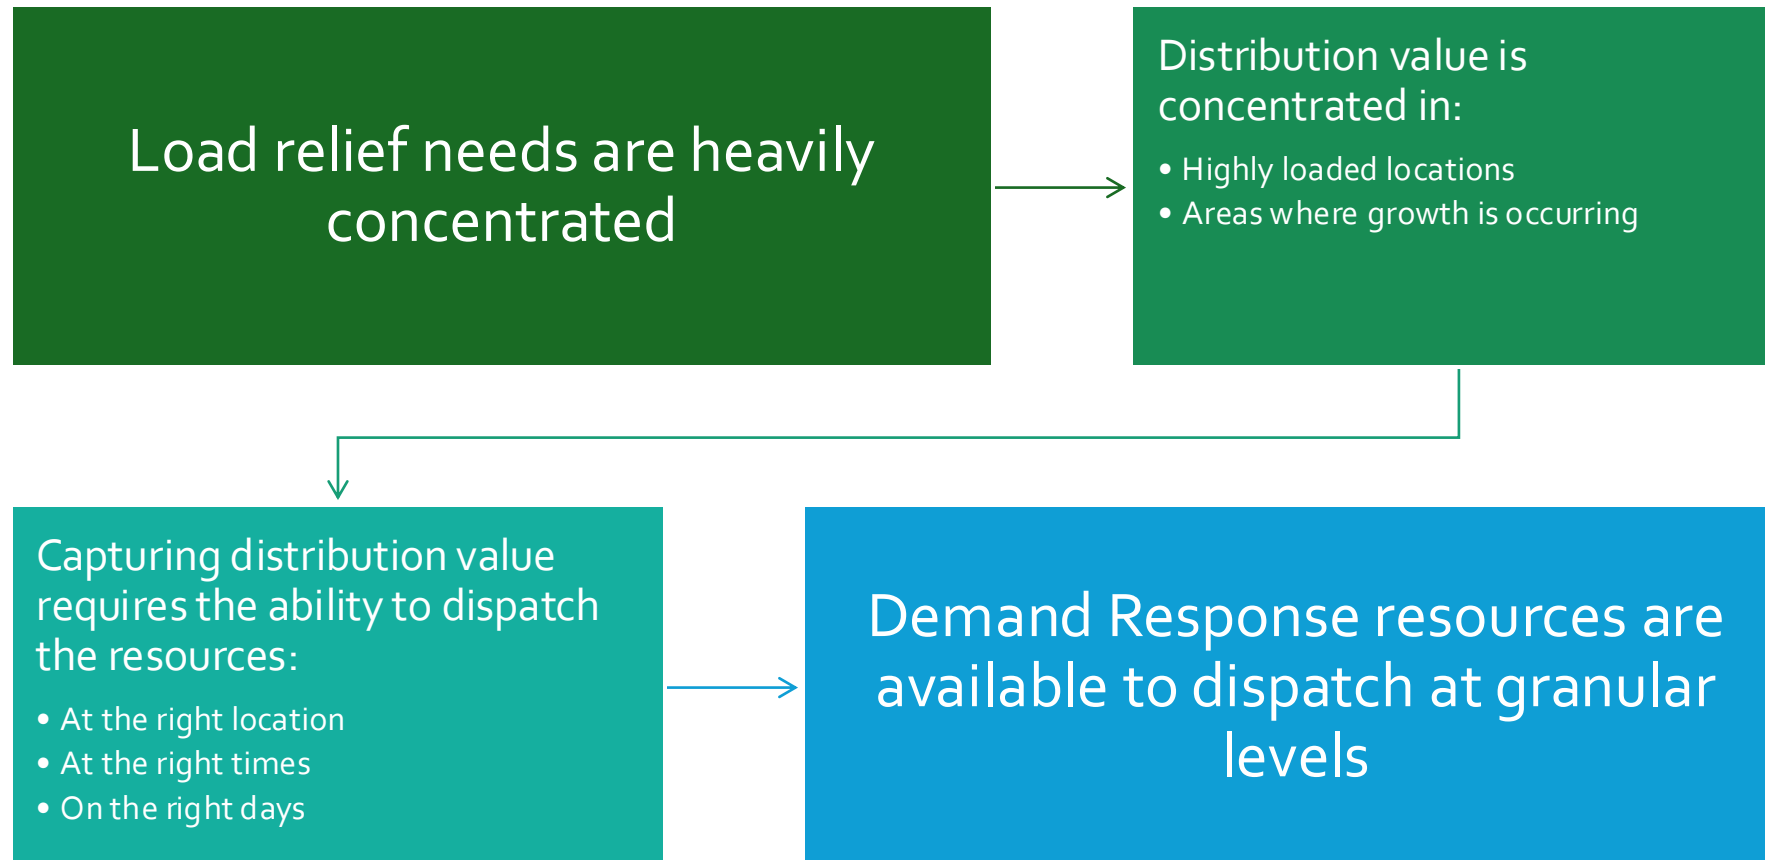 Load relief needs are heavily
concentrated
Distribution value is
concentrated in:
• Highly loaded locations
• Areas where growth is occurring
Capturing distribution value
requires the ability to dispatch
the resources:
• At the right location
• At the right times
• On the right days
Demand Response resources are
available to dispatch at granular
levels